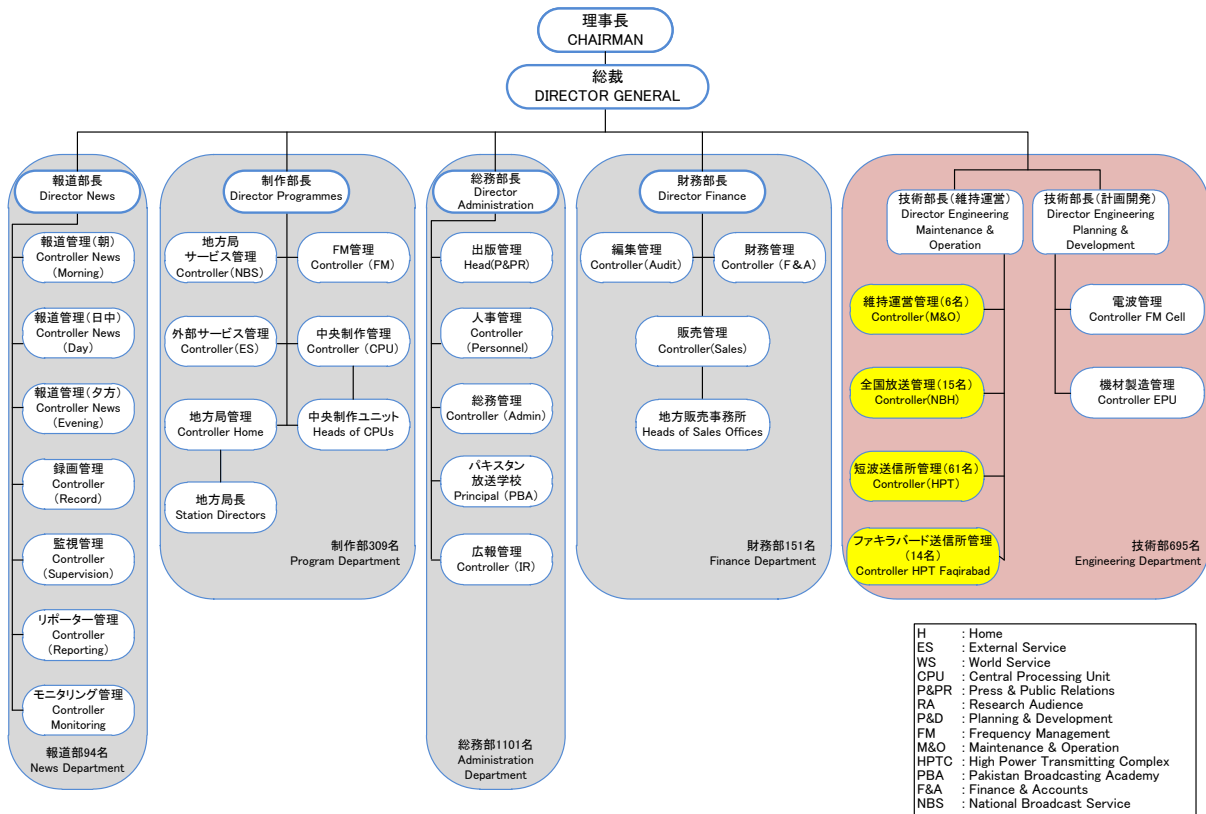 理事長
CHAIRMAN
総裁
DIRECTOR GENERAL
報道部長
Director News
報道管理(朝)
Controller News
(Morning)
報道管理(日中)
Controller News
(Day)
報道管理(夕方)
Controller News
(Evening)
録画管理
Controller
(Record)
監視管理
Controller
(Supervision)
リポーター管理
Controller
(Reporting)
モニタリング管理
Controller
Monitoring
報道部94名
News Department
制作部長
Director Programmes
地方局
サービス管理
Controller(NBS)
FM管理
Controller (FM)
外部サービス管理
Controller(ES)
中央制作管理
Controller (CPU)
地方局管理
Controller Home
中央制作ユニット
Heads of CPUs
地方局長
Station Directors
制作部309名
Program Department
総務部長
Director
Administration
出版管理
Head(P&PR)
人事管理
Controller
(Personnel)
総務管理
Controller (Admin)
パキスタン
放送学校
Principal (PBA)
広報管理
Controller (IR)
総務部1101名
Administration
Department
財務部長
Director Finance
編集管理
Controller(Audit)
財務管理
Controller (F&A)
販売管理
Controller(Sales)
地方販売事務所
Heads of Sales Offices
財務部151名
Finance Department
技術部長(維持運営)
Director Engineering
Maintenance &
Operation
技術部長(計画開発)
Director Engineering
Planning &
Development
維持運営管理(6名)
Controller(M&O)
電波管理
Controller FM Cell
全国放送管理(15名)
Controller(NBH)
機材製造管理
Controller EPU
短波送信所管理(61名)
Controller(HPT)
ファキラバード送信所管理
(14名)
Controller HPT Faqirabad
技術部695名
Engineering Department
H : Home
ES : External Service
WS : World Service
CPU : Central Processing Unit
P&PR : Press & Public Relations
RA : Research Audience
P&D : Planning & Development
FM : Frequency Management
M&O : Maintenance & Operation
HPTC : High Power Transmitting Complex
PBA : Pakistan Broadcasting Academy
F&A : Finance & Accounts
NBS : National Broadcast Service